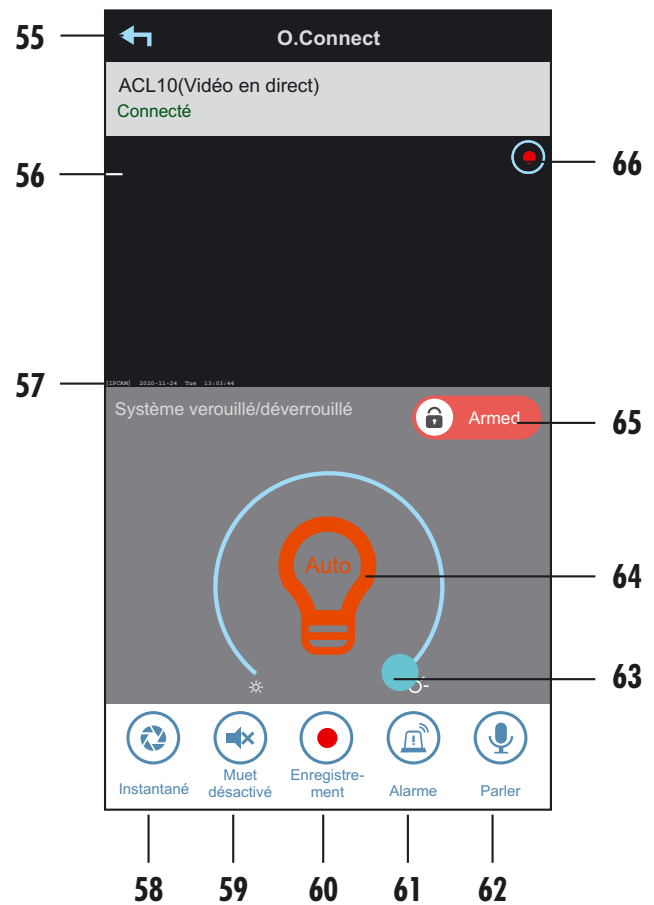 55
O.Connect
ACL10(Vidéo en direct)
Connecté
66
56
57
[IPCAM] 2020-11-24 Tue 13:03:44
Système verouillé/déverrouillé
Armed
65
Auto
64
63
Instantané
Muet
désactivé
Enregistre-
ment
Alarme
Parler
58
59
60
61
62